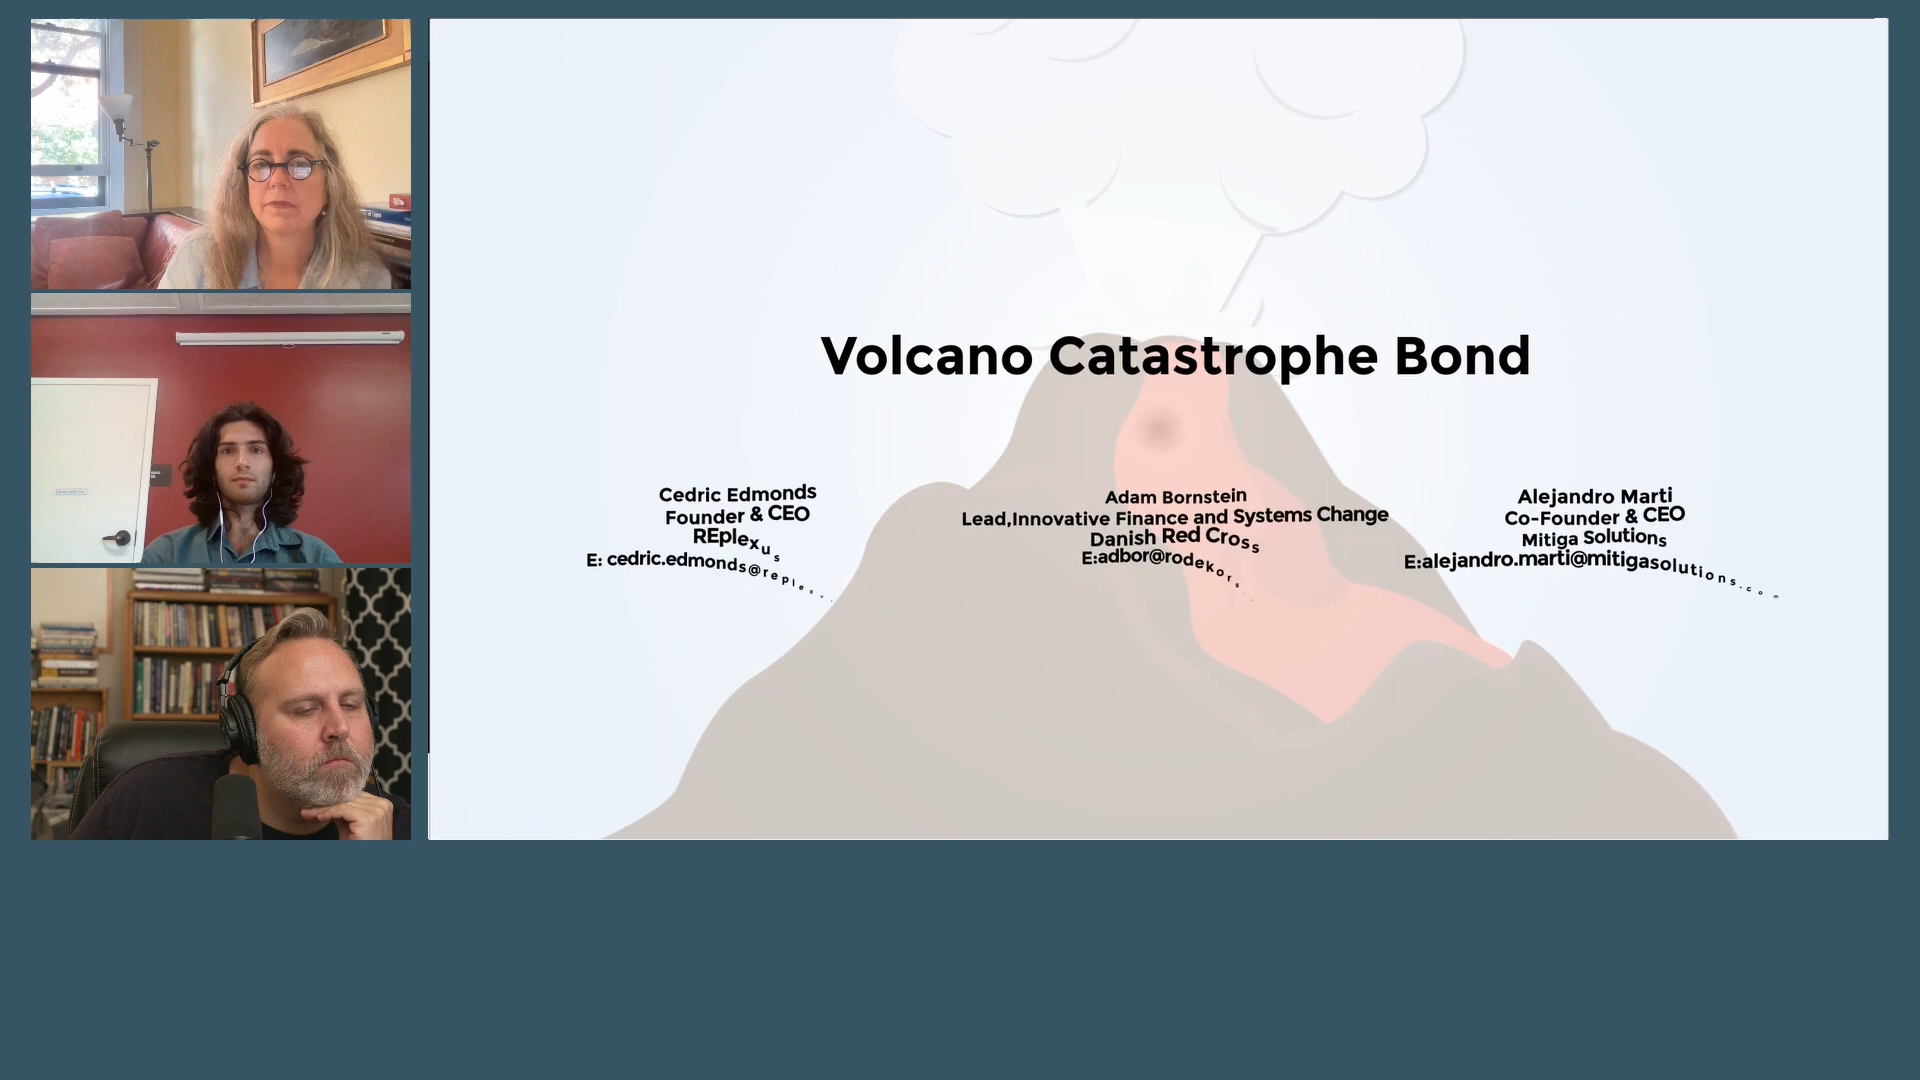 Volcano Catastrophe Bond
Cedric Edmonds
Founder & CEO
REplexus
E: cedric.edmonds@replex
Adam Bornstein
Lead,Innovative Finance and Systems Change
Danish Red Cross
E:adbor@rodekors
Alejandro Marti
Co-Founder & CEO
Mitiga Solutions
E:alejandro.marti@mitigasolutions.com